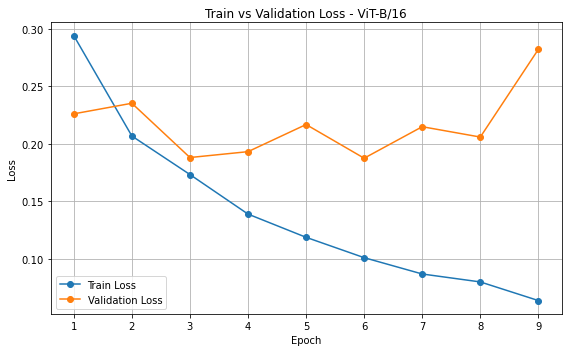 Train vs Validation Loss - ViT-B/16
0.30
0.25
0.20
0.15
0.10
Loss
Train Loss
Validation Loss
1 2 3 4 5 6 7 8 9
Epoch